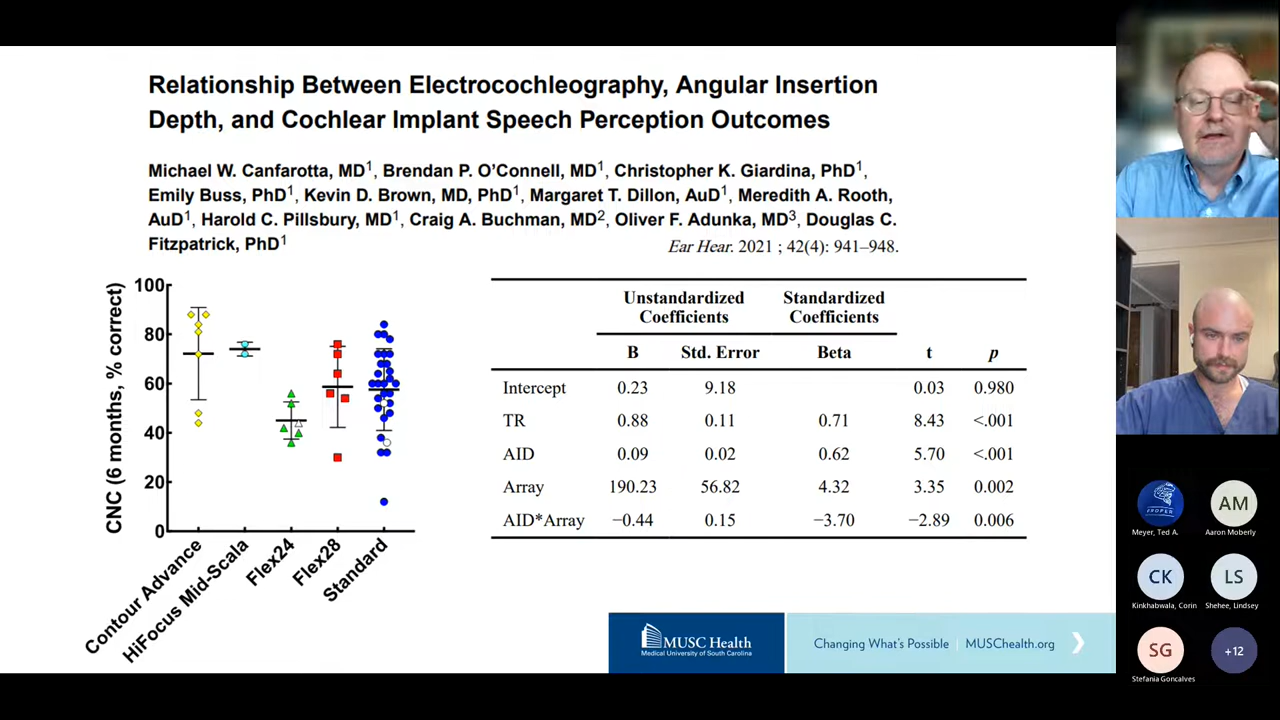 Relationship Between Electrocochleography, Angular Insertion
Depth, and Cochlear Implant Speech Perception Outcomes
Michael W. Canfarotta, MD1, Brendan P. O’Connell, MD1, Christopher K. Giardina, PhD1,
Emily Buss, PhD1, Kevin D. Brown, MD, PhD1, Margaret T. Dillon, AuD1, Meredith A. Rooth,
AuD1, Harold C. Pillsbury, MD1, Craig A. Buchman, MD2, Oliver F. Adunka, MD3, Douglas C.
Fitzpatrick, PhD1
Ear Hear. 2021 ; 42(4): 941–948.
CNC (6 months, % correct)
100
80
60
40
20
0
Contour Advance
HiFocus Mid-Scala
Flex24
Flex28
Standard
Unstandardized Coefficients
Standardized Coefficients
B Std. Error Beta t p
Intercept 0.23 9.18 0.03 0.980
TR 0.88 0.11 0.71 8.43 <.001
AID 0.09 0.02 0.62 5.70 <.001
Array 190.23 56.82 4.32 3.35 0.002
AID*Array −0.44 0.15 −3.70 −2.89 0.006
MUSC Health
Medical University of South Carolina
Changing What’s Possible | MUSChealth.org
AM
Meyer, Ted A. Aaron Moberly
CK LS
Kinkhabwala, Corin Shehee, Lindsey
SG +12
Stefania Goncalves